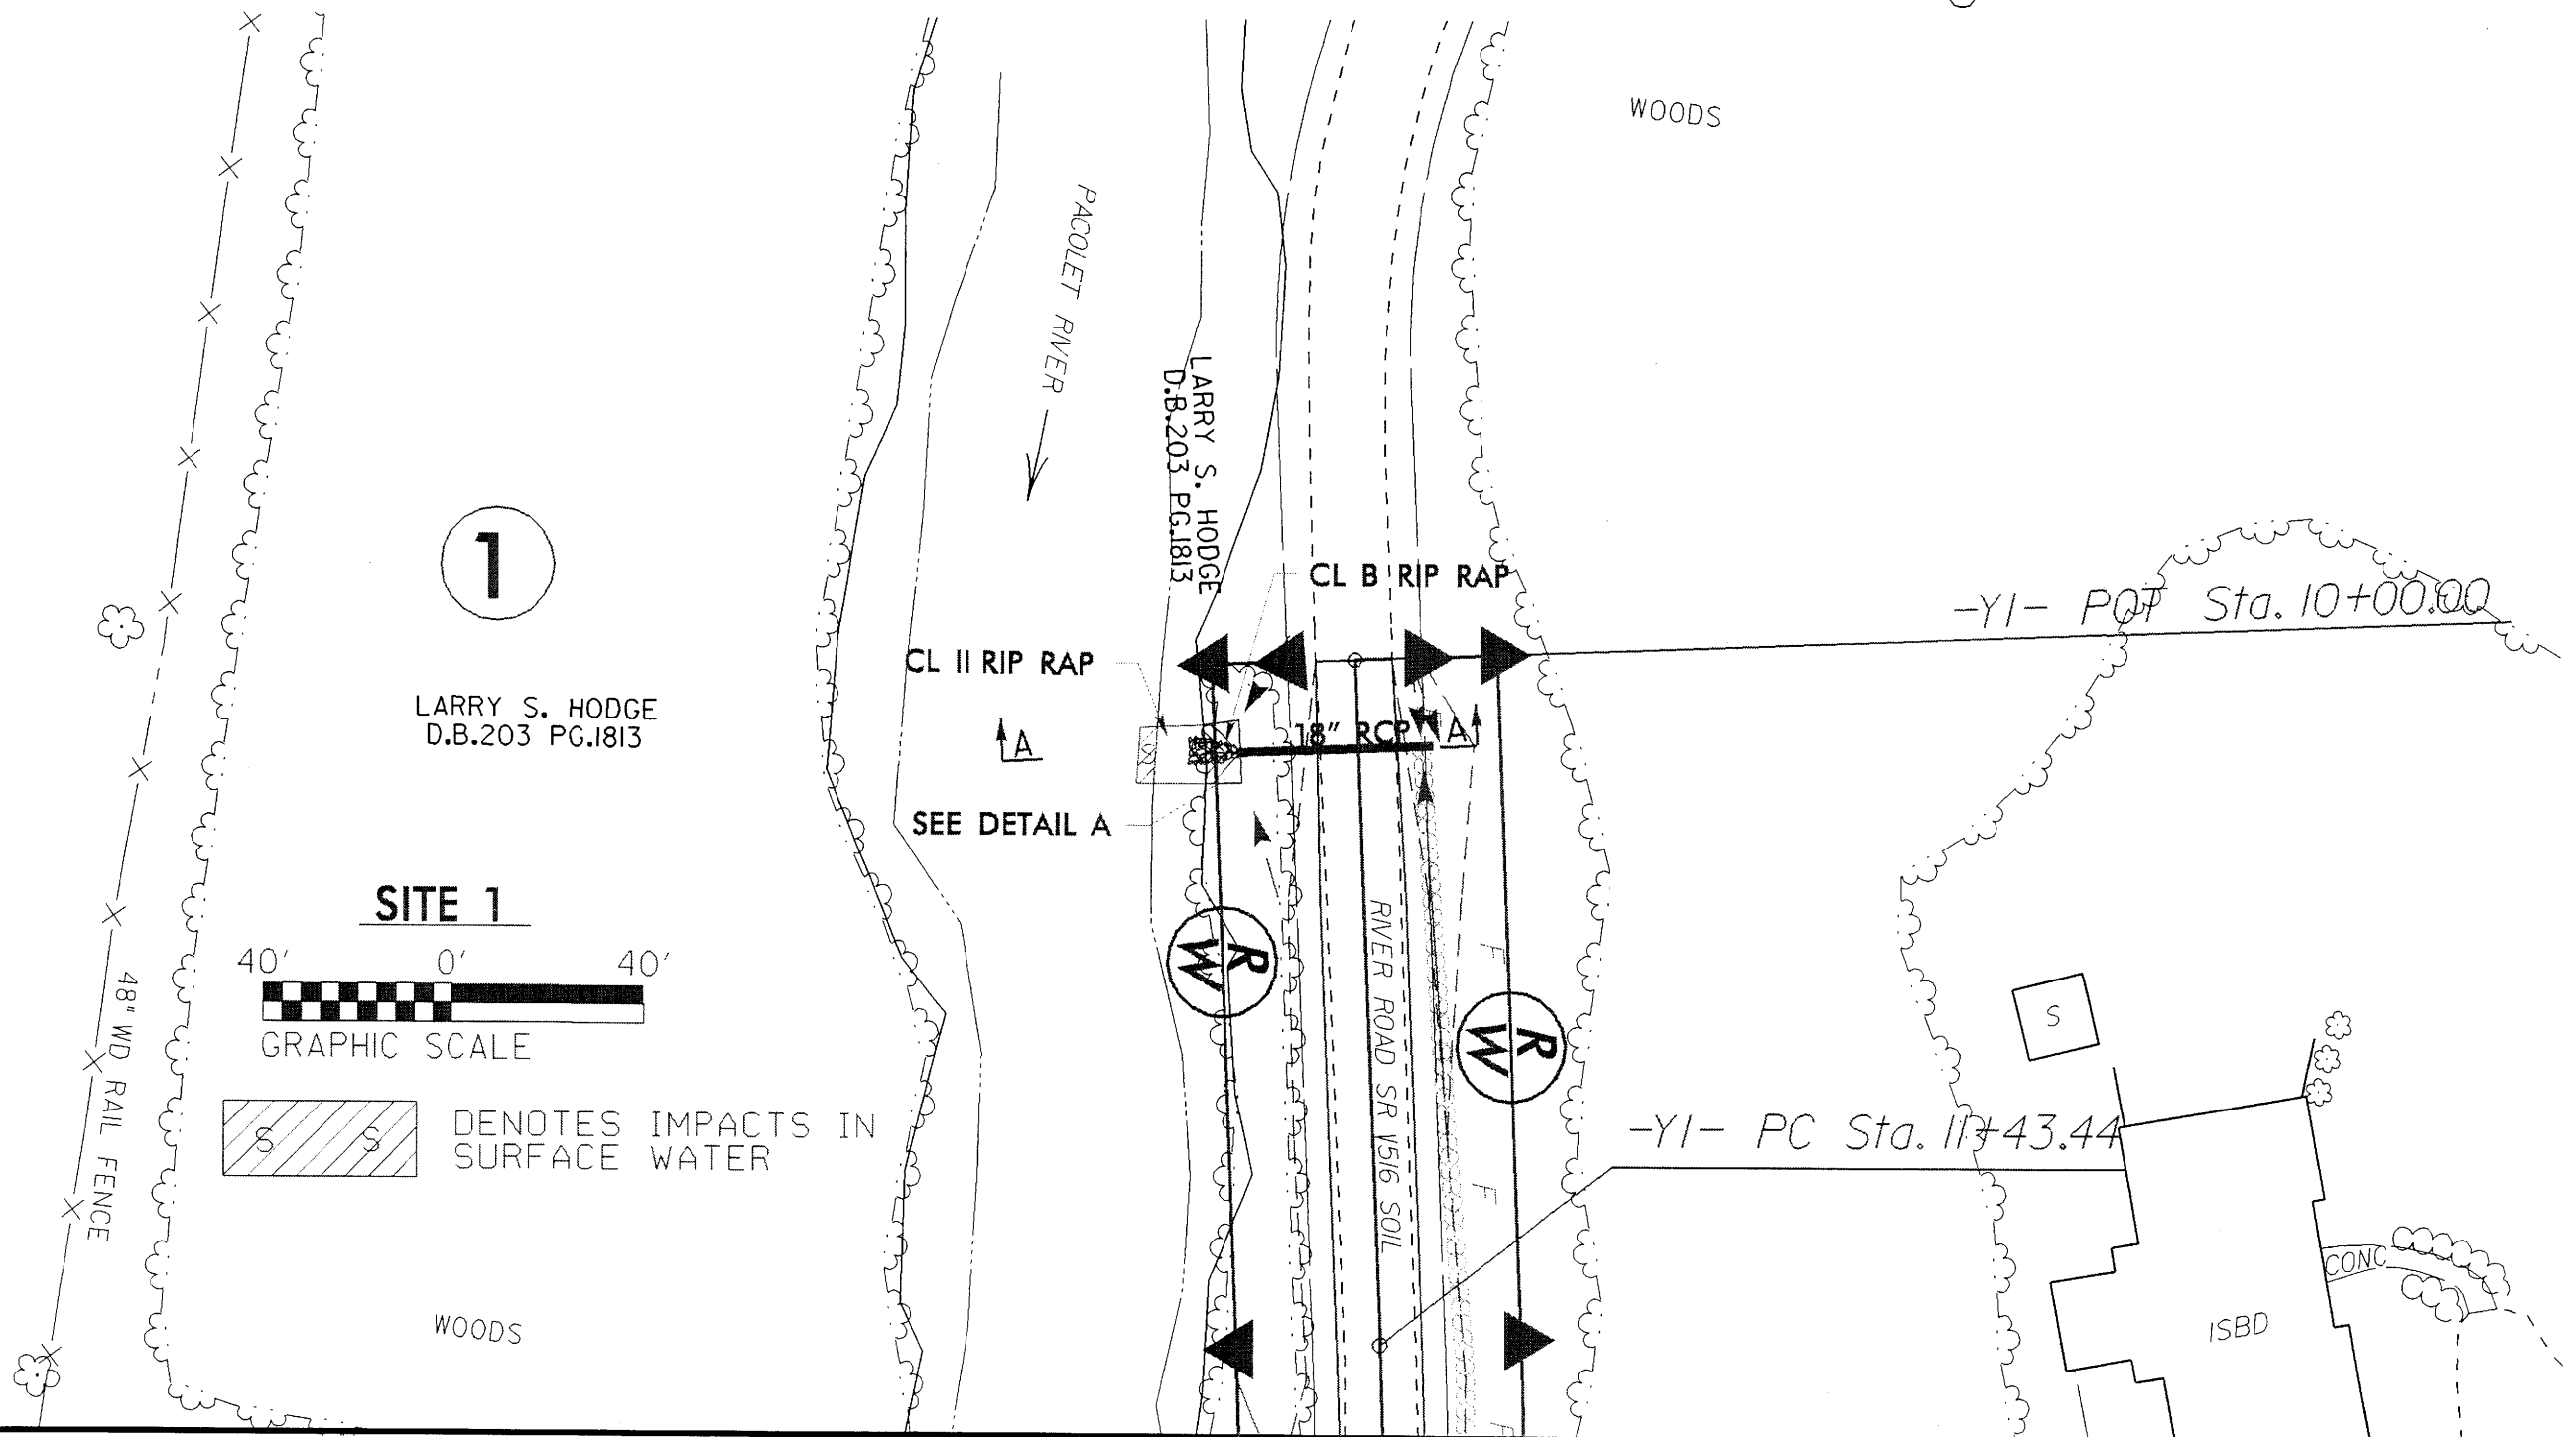 WOODS
PACOLET RIVER
LARRY S. HODGE
D.B.203 PG.1813
CL B RIP RAP
-Y1- POT Sta. 10+00.00
1
CL II RIP RAP
LARRY S. HODGE
D.B.203 PG.1813
18" RCP
A
A
SEE DETAIL A
SITE 1
40' 0' 40'
GRAPHIC SCALE
48" WD RAIL FENCE
R
W
R
W
RIVER ROAD SR 1516 SOIL
F
F
F
S
S S
DENOTES IMPACTS IN
SURFACE WATER
-Y1- PC Sta. 11+43.44
CONC
WOODS
1SBD